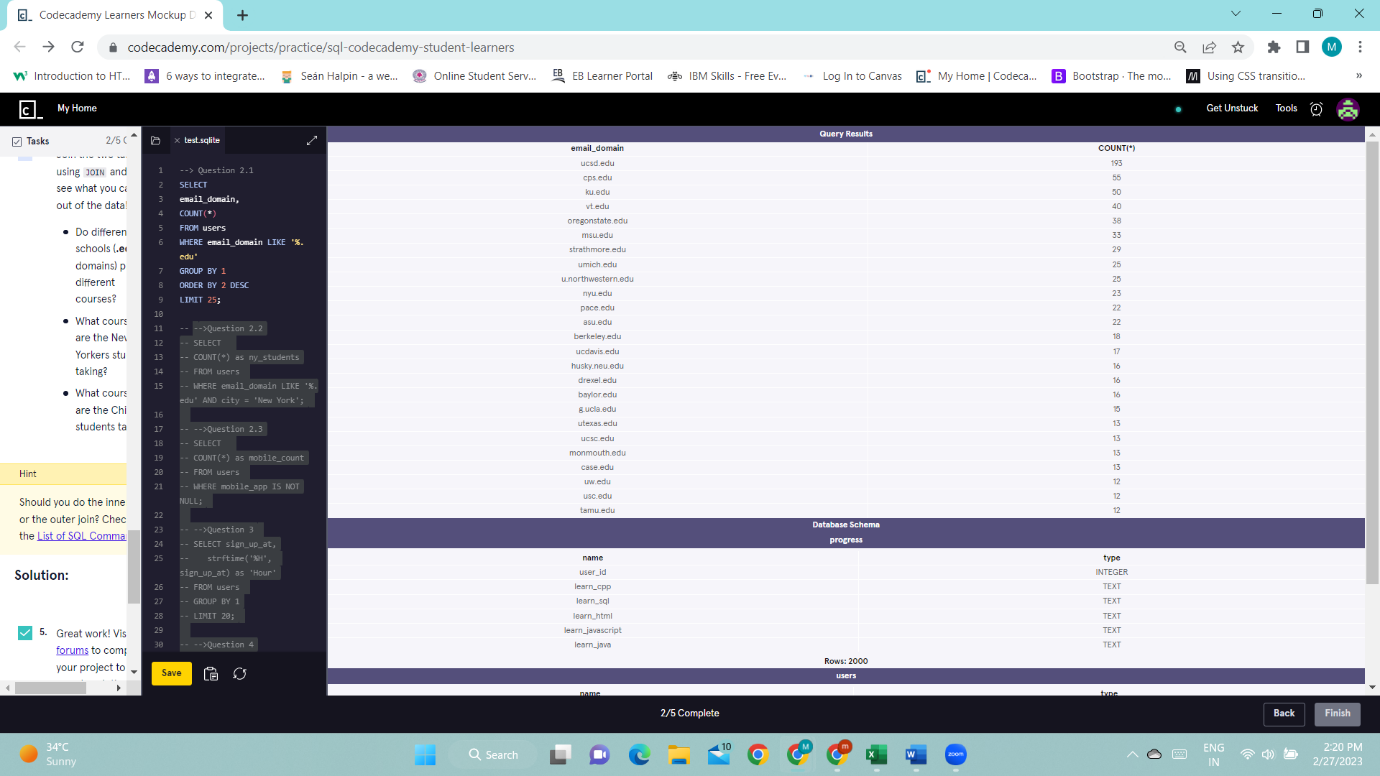 Codecademy Learners Mockup D
codecademy.com/projects/practice/sql-codecademy-student-learners
M
Introduction to HT...
6 ways to integrate...
Seán Halpin - a we...
Online Student Serv...
EB Learner Portal
IBM Skills - Free Ev...
Log In to Canvas
My Home | Codeca...
Bootstrap · The mo...
Using CSS transitio...
»
My Home
Get Unstuck
Tools
Tasks
2/5 C
using JOIN and
see what you ca
out of the data!
Do differen
schools (.e
domains) p
different
courses?
What cours
are the Nev
Yorkers stu
taking?
What cours
are the Chi
students ta
Hint
Should you do the inne
or the outer join? Chec
the List of SQL Comma
Solution:
5. Great work! Vis
forums to comp
your project to
test.sqlite
1 --> Question 2.1
2 SELECT
3 email_domain,
4 COUNT(*)
5 FROM users
6 WHERE email_domain LIKE '%.
edu'
7 GROUP BY 1
8 ORDER BY 2 DESC
9 LIMIT 25;
10
11 -- -->Question 2.2
12 -- SELECT
13 -- COUNT(*) as ny_students
14 -- FROM users
15 -- WHERE email_domain LIKE '%.
edu' AND city = 'New York';
16
17 -- -->Question 2.3
18 -- SELECT
19 -- COUNT(*) as mobile_count
20 -- FROM users
21 -- WHERE mobile_app IS NOT
NULL;
22
23 -- -->Question 3
24 -- SELECT sign_up_at,
25 -- strftime('%H',
sign_up_at) as 'Hour'
26 -- FROM users
27 -- GROUP BY 1
28 -- LIMIT 20;
29
30 -- -->Question 4
Save
Query Results
email_domain COUNT(*)
ucsd.edu 193
cps.edu 55
ku.edu 50
vt.edu 40
oregonstate.edu 38
msu.edu 33
strathmore.edu 29
umich.edu 25
u.northwestern.edu 25
nyu.edu 23
pace.edu 22
asu.edu 22
berkeley.edu 18
ucdavis.edu 17
husky.neu.edu 16
drexel.edu 16
baylor.edu 16
g.ucla.edu 15
utexas.edu 13
ucsc.edu 13
monmouth.edu 13
case.edu 13
uw.edu 12
usc.edu 12
tamu.edu 12
Database Schema
progress
name type
user_id INTEGER
learn_cpp TEXT
learn_sql TEXT
learn_html TEXT
learn_javascript TEXT
learn_java TEXT
Rows: 2000
users
name type
2/5 Complete
Back
Finish
34°C
Sunny
Search
10
M
m
zoom
ENG
IN
2:20 PM
2/27/2023